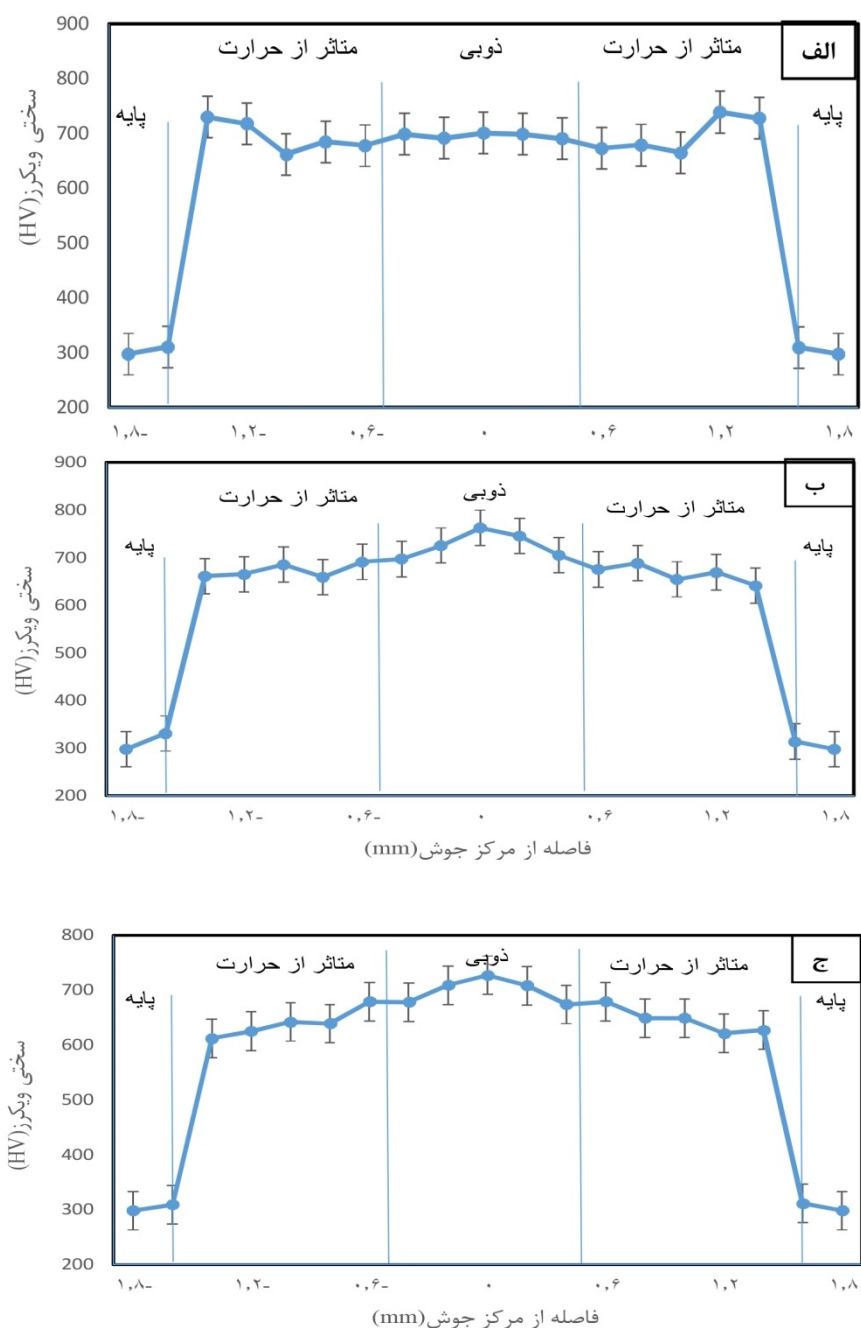 الف
متاثر از حرارت
ذوبی
متاثر از حرارت
پایه
پایه
سختی ویکرز(HV)
900
800
700
600
500
400
300
200
۱,۸-
۱,۲-
۰,۶-
۰
۰,۶
۱,۲
۱,۸
ب
متاثر از حرارت
ذوبی
متاثر از حرارت
پایه
پایه
سختی ویکرز(HV)
900
800
700
600
500
400
300
200
۱,۸-
۱,۲-
۰,۶-
۰
۰,۶
۱,۲
۱,۸
فاصله از مرکز جوش(mm)
ج
متاثر از حرارت
ذوبی
متاثر از حرارت
پایه
پایه
سختی ویکرز(HV)
800
700
600
500
400
300
200
۱,۸-
۱,۲-
۰,۶-
۰
۰,۶
۱,۲
۱,۸
فاصله از مرکز جوش(mm)